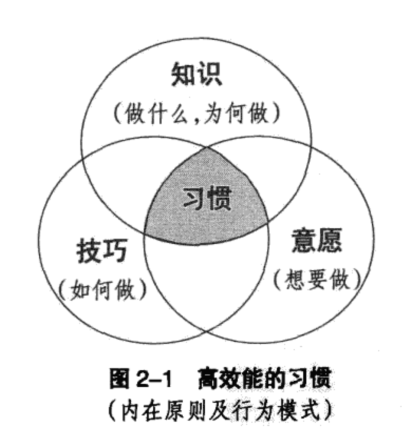 知识
(做什么,为何做)
习惯
技巧
(如何做)
意愿
(想要做)
图 2-1 高效能的习惯
(内在原则及行为模式)